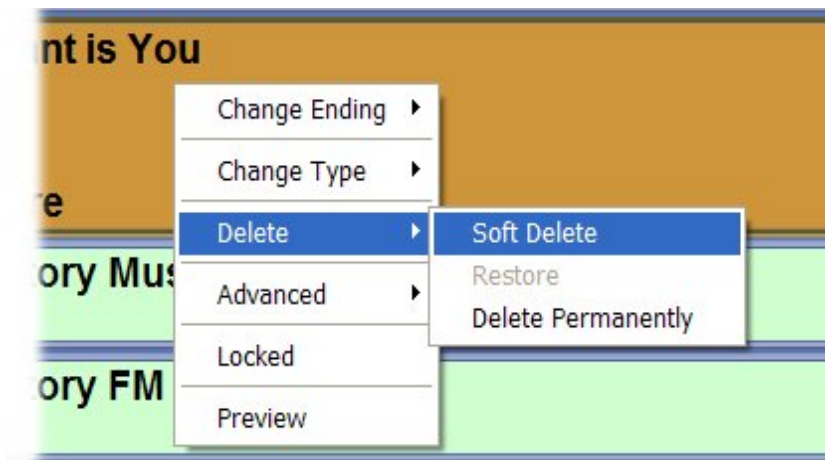 nt is You
Change Ending
Change Type
re
Delete
Soft Delete
ory Mus
Restore
Advanced
Delete Permanently
Locked
ory FM
Preview